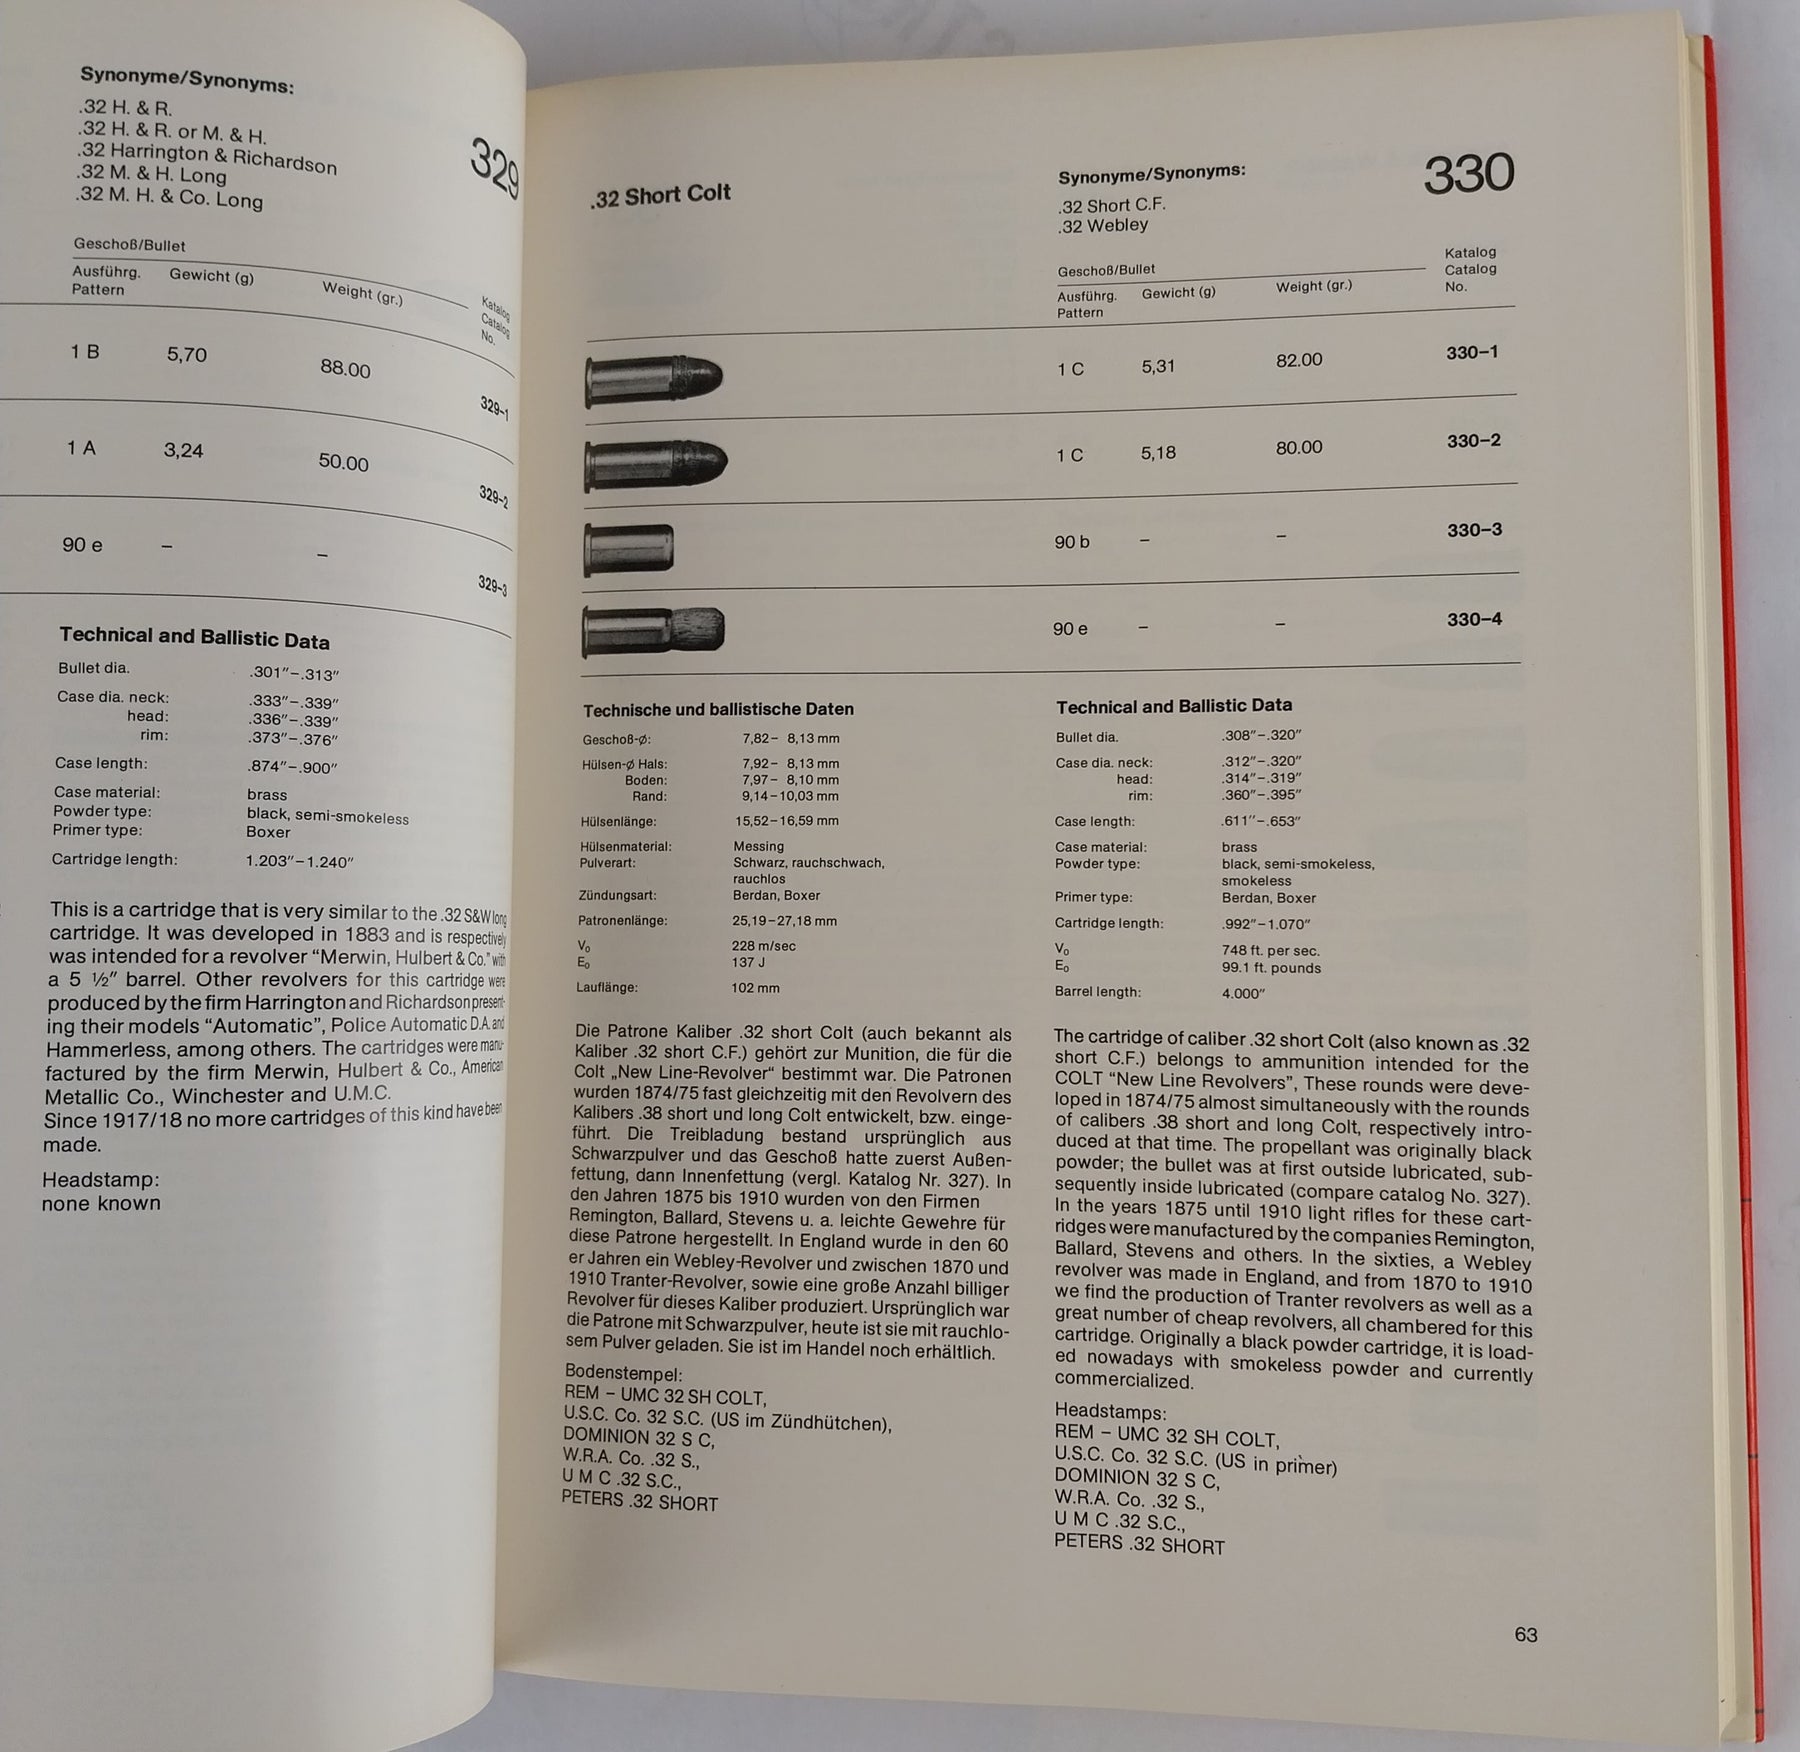 Synonyme/Synonyms:
.32 H. & R.
.32 H. & R. or M. & H.
.32 Harrington & Richardson
.32 M. & H. Long
.32 M. H. & Co. Long
329
Geschoß/Bullet
Ausführg. Gewicht (g) Weight (gr.) Katalog
Pattern Catalog
No.
1 B 5,70 88.00 329–1
1 A 3,24 50.00 329–2
90 e – – 329–3
Technical and Ballistic Data
Bullet dia. .301″–.313″
Case dia. neck: .333″–.339″
head: .336″–.339″
rim: .373″–.376″
Case length: .874″–.900″
Case material: brass
Powder type: black, semi-smokeless
Primer type: Boxer
Cartridge length: 1.203″–1.240″
This is a cartridge that is very similar to the .32 S&W long
cartridge. It was developed in 1883 and is respectively
was intended for a revolver “Merwin, Hulbert & Co.” with
a 5 ½″ barrel. Other revolvers for this cartridge were
produced by the firm Harrington and Richardson present-
ing their models “Automatic”, Police Automatic D.A. and
Hammerless, among others. The cartridges were manu-
factured by the firm Merwin, Hulbert & Co., American
Metallic Co., Winchester and U.M.C.
Since 1917/18 no more cartridges of this kind have been
made.
Headstamp:
none known
.32 Short Colt
Synonyme/Synonyms:
.32 Short C.F.
.32 Webley
330
Geschoß/Bullet
Ausführg. Gewicht (g) Weight (gr.)
Pattern
Katalog
Catalog
No.
1 C 5,31 82.00 330–1
1 C 5,18 80.00 330–2
90 b – – 330–3
90 e – – 330–4
Technische und ballistische Daten
Geschoß-ø: 7,82– 8,13 mm
Hülsen-ø Hals: 7,92– 8,13 mm
Boden: 7,97– 8,10 mm
Rand: 9,14–10,03 mm
Hülsenlänge: 15,52–16,59 mm
Hülsenmaterial: Messing
Pulverart: Schwarz, rauchschwach,
rauchlos
Zündungsart: Berdan, Boxer
Patronenlänge: 25,19–27,18 mm
V₀ 228 m/sec
E₀ 137 J
Lauflänge: 102 mm
Die Patrone Kaliber .32 short Colt (auch bekannt als
Kaliber .32 short C.F.) gehört zur Munition, die für die
Colt „New Line-Revolver“ bestimmt war. Die Patronen
wurden 1874/75 fast gleichzeitig mit den Revolvern des
Kalibers .38 short und long Colt entwickelt, bzw. einge-
führt. Die Treibladung bestand ursprünglich aus
Schwarzpulver und das Geschoß hatte zuerst Außen-
fettung, dann Innenfettung (vergl. Katalog Nr. 327). In
den Jahren 1875 bis 1910 wurden von den Firmen
Remington, Ballard, Stevens u. a. leichte Gewehre für
diese Patrone hergestellt. In England wurde in den 60
er Jahren ein Webley-Revolver und zwischen 1870 und
1910 Tranter-Revolver, sowie eine große Anzahl billiger
Revolver für dieses Kaliber produziert. Ursprünglich war
die Patrone mit Schwarzpulver, heute ist sie mit rauchlo-
sem Pulver geladen. Sie ist im Handel noch erhältlich.
Bodenstempel:
REM – UMC 32 SH COLT,
U.S.C. Co. 32 S.C. (US im Zündhütchen),
DOMINION 32 S C,
W.R.A. Co. .32 S.,
U M C .32 S.C.,
PETERS .32 SHORT
Technical and Ballistic Data
Bullet dia. .308″–.320″
Case dia. neck: .312″–.320″
head: .314″–.319″
rim: .360″–.395″
Case length: .611″–.653″
Case material: brass
Powder type: black, semi-smokeless,
smokeless
Primer type: Berdan, Boxer
Cartridge length: .992″–1.070″
V₀ 748 ft. per sec.
E₀ 99.1 ft. pounds
Barrel length: 4.000″
The cartridge of caliber .32 short Colt (also known as .32
short C.F.) belongs to ammunition intended for the
COLT “New Line Revolvers”, These rounds were deve-
loped in 1874/75 almost simultaneously with the rounds
of calibers .38 short and long Colt, respectively intro-
duced at that time. The propellant was originally black
powder; the bullet was at first outside lubricated, sub-
sequently inside lubricated (compare catalog No. 327).
In the years 1875 until 1910 light rifles for these cart-
ridges were manufactured by the companies Remington,
Ballard, Stevens and others. In the sixties, a Webley
revolver was made in England, and from 1870 to 1910
we find the production of Tranter revolvers as well as a
great number of cheap revolvers, all chambered for this
cartridge. Originally a black powder cartridge, it is load-
ed nowadays with smokeless powder and currently
commercialized.
Headstamps:
REM – UMC 32 SH COLT,
U.S.C. Co. 32 S.C. (US in primer)
DOMINION 32 S C,
W.R.A. Co. .32 S.,
U M C .32 S.C.,
PETERS .32 SHORT
63